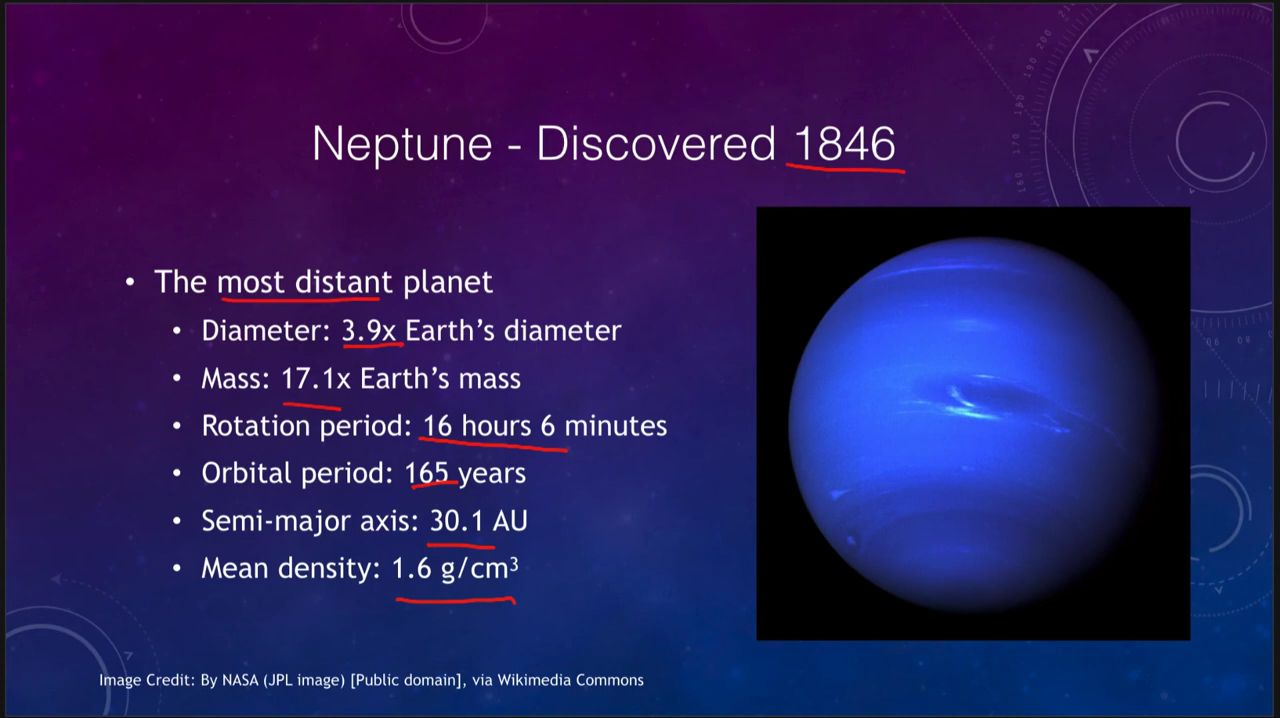 Neptune - Discovered 1846
• The most distant planet
• Diameter: 3.9x Earth's diameter
• Mass: 17.1x Earth's mass
• Rotation period: 16 hours 6 minutes
• Orbital period: 165 years
• Semi-major axis: 30.1 AU
• Mean density: 1.6 g/cm³
Image Credit: By NASA (JPL image) [Public domain], via Wikimedia Commons